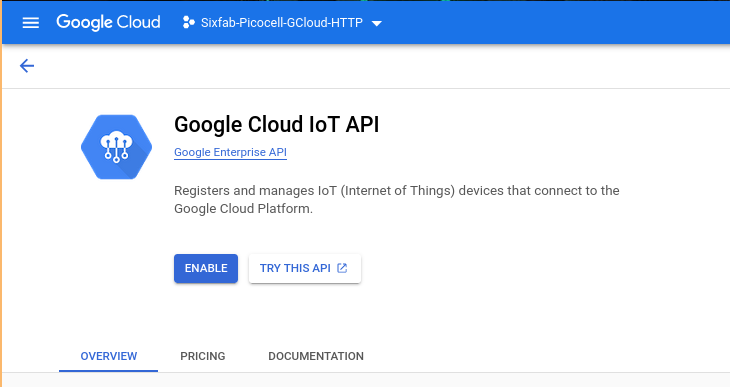 Google Cloud
Sixfab-Picocell-GCloud-HTTP
Google Cloud IoT API
Google Enterprise API
Registers and manages IoT (Internet of Things) devices that connect to the
Google Cloud Platform.
ENABLE
TRY THIS API
OVERVIEW
PRICING
DOCUMENTATION